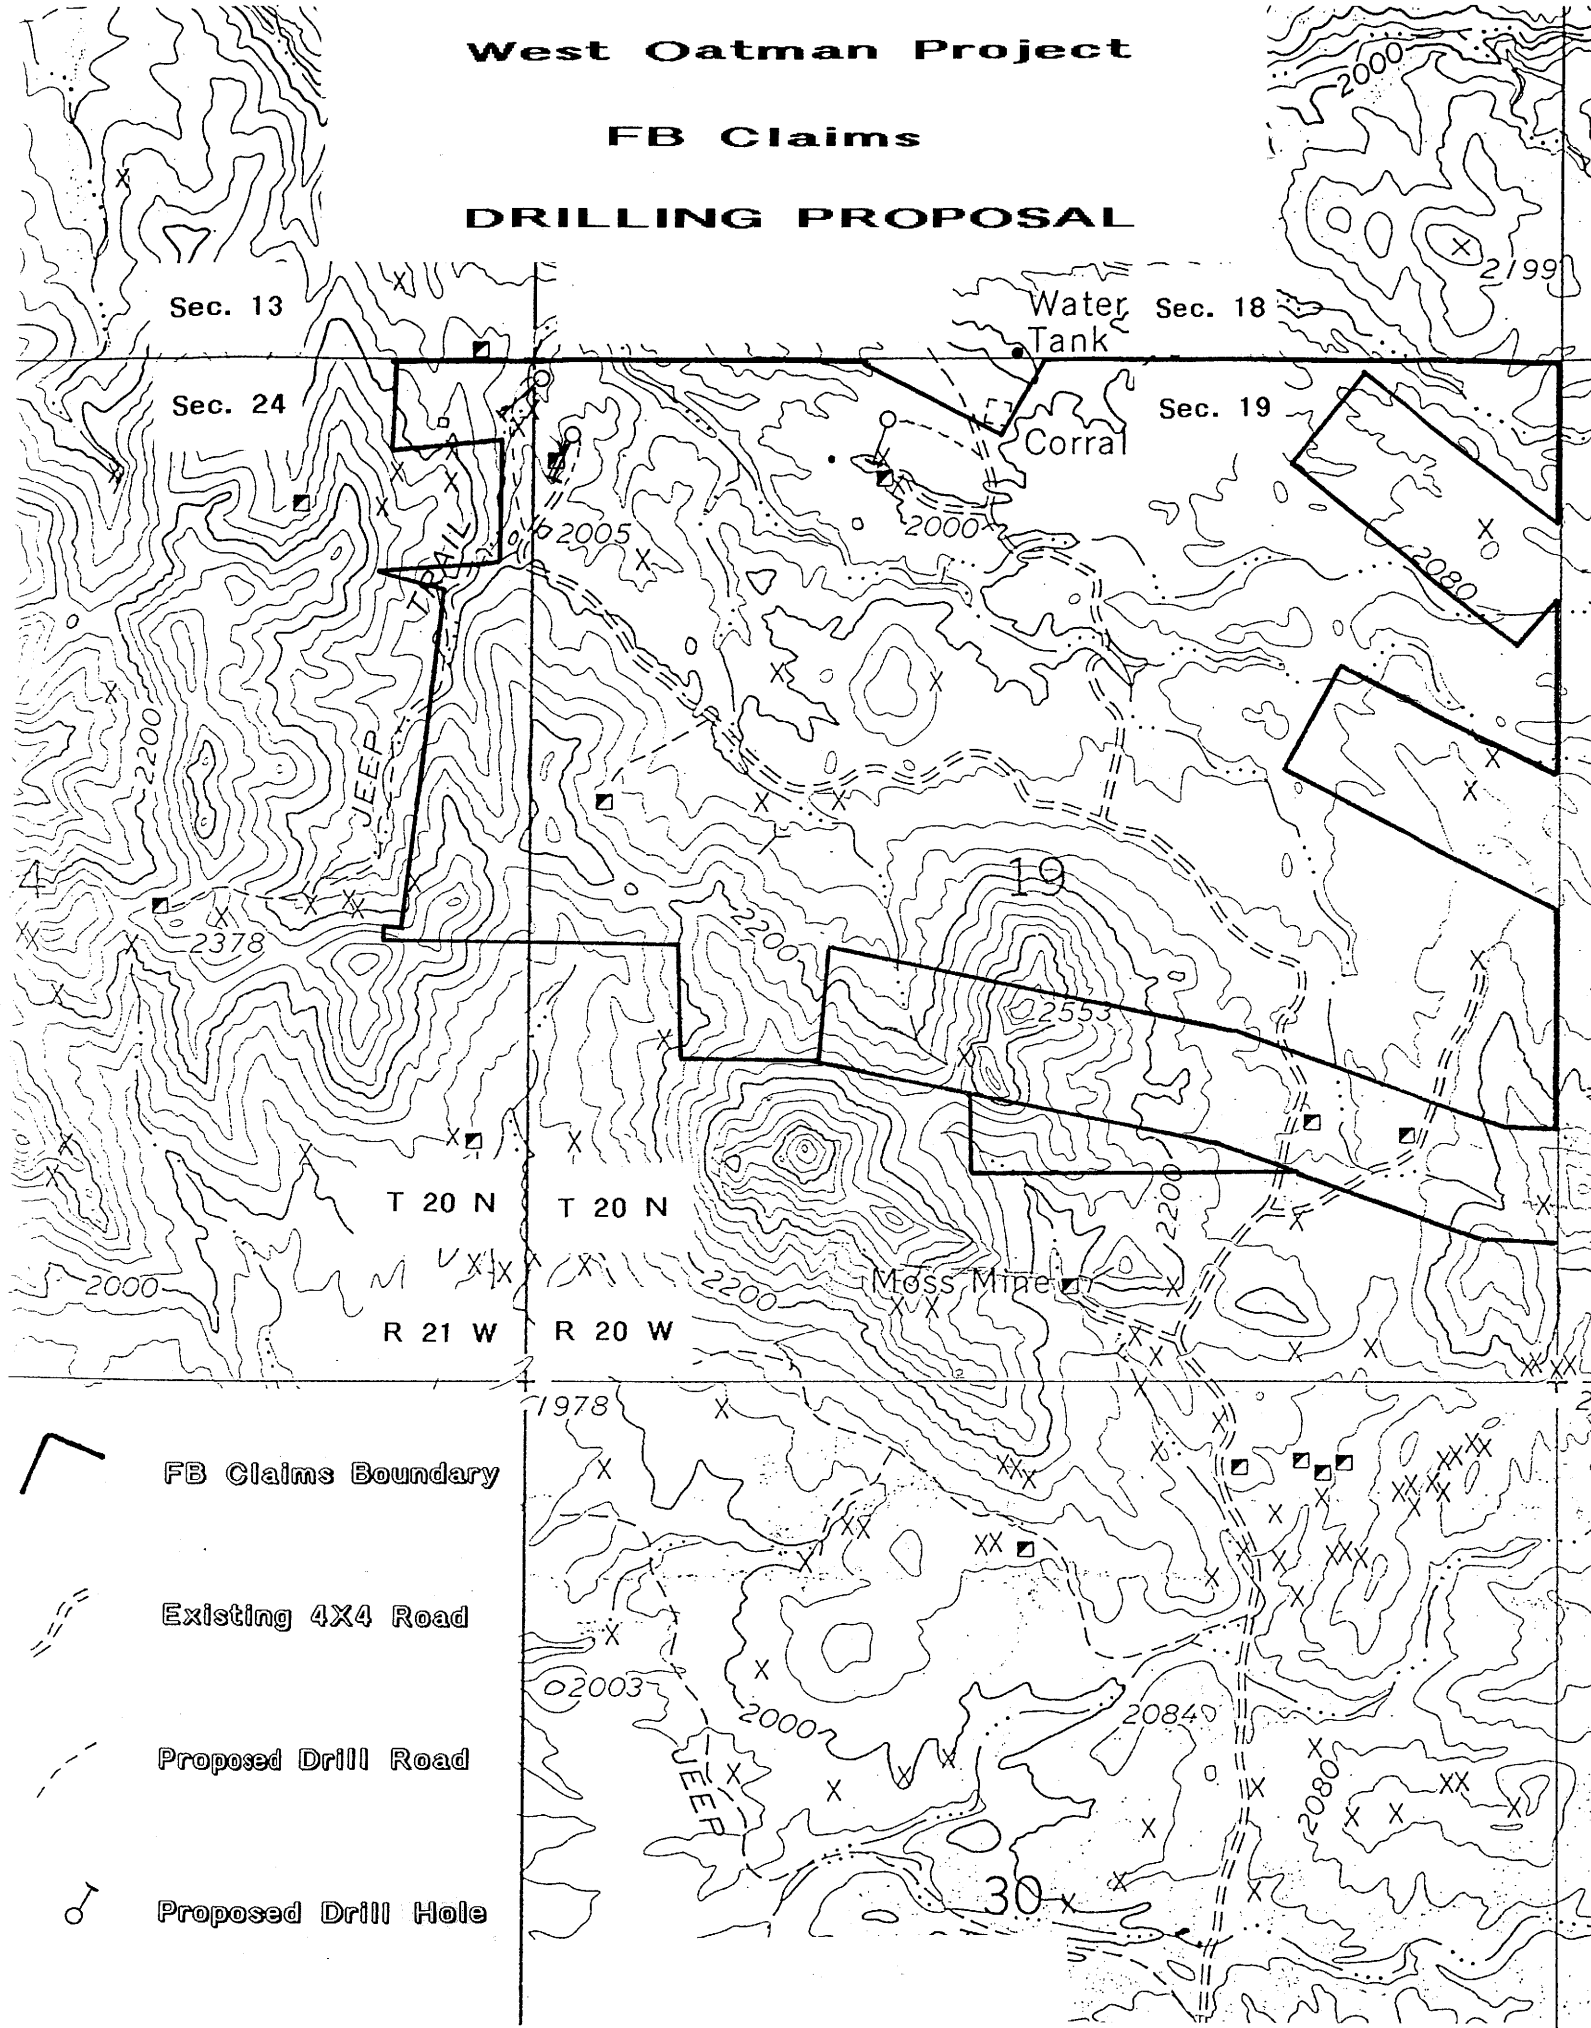 West Oatman Project
FB Claims
DRILLING PROPOSAL
2000
2199
Sec. 13
Water
Tank
Sec. 18
Sec. 24
Sec. 19
Corral
2005
2000
2080
TRAIL
JEEP
2200
19
4
2378
2200
2553
2200
T 20 N
T 20 N
2000
2200
Moss Mine
R 21 W
R 20 W
1978
FB Claims Boundary
Existing 4X4 Road
2003
2000
2084
JEEP
2080
Proposed Drill Road
30
Proposed Drill Hole